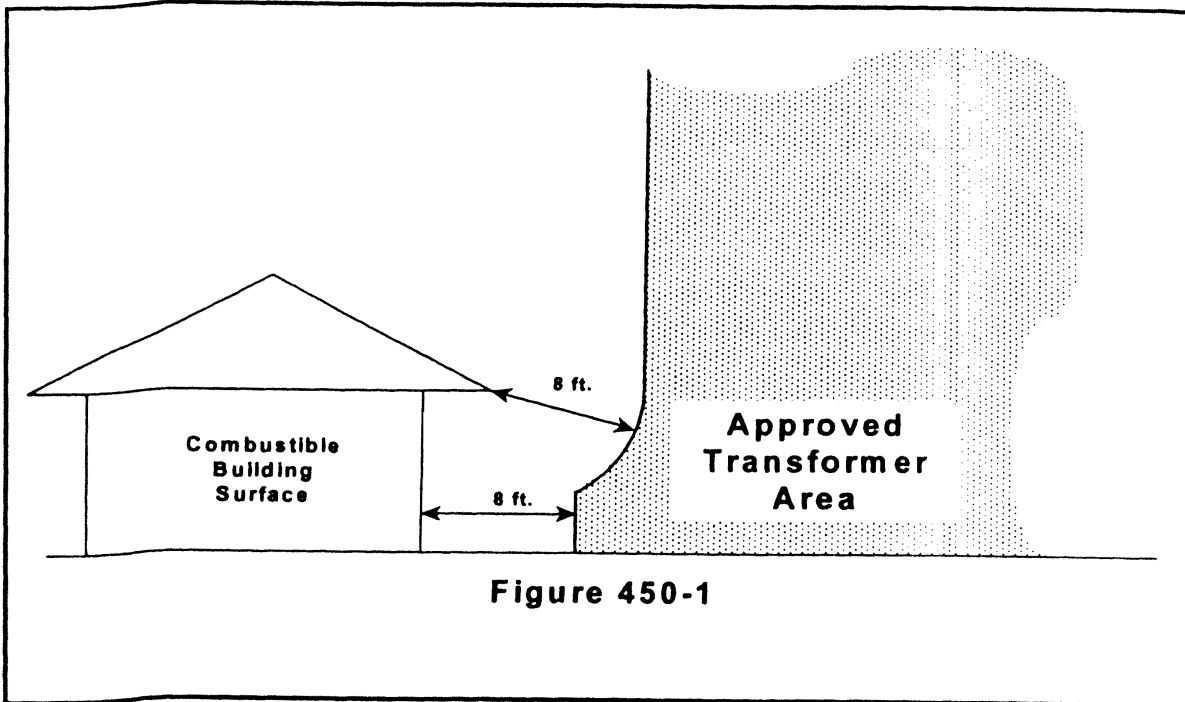 8 ft.
Combustible
Building
Surface
8 ft.
Approved
Transformer
Area
Figure 450-1